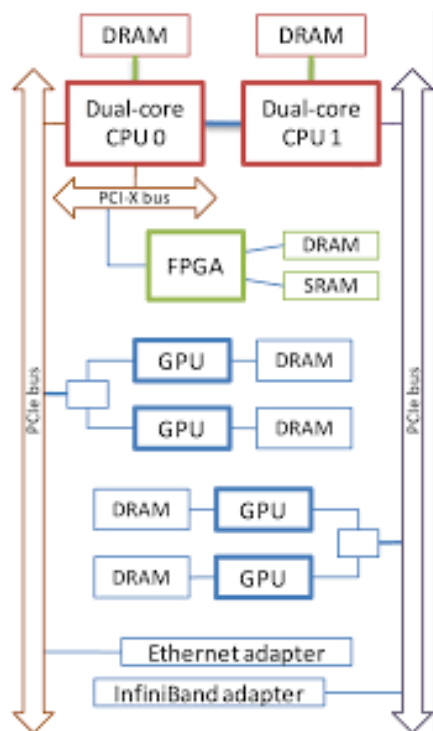 DRAM
DRAM
Dual-core
CPU 0
Dual-core
CPU 1
PCI-X bus
FPGA
DRAM
SRAM
PCIe bus
PCIe bus
GPU
DRAM
GPU
DRAM
DRAM
GPU
DRAM
GPU
Ethernet adapter
InfiniBand adapter